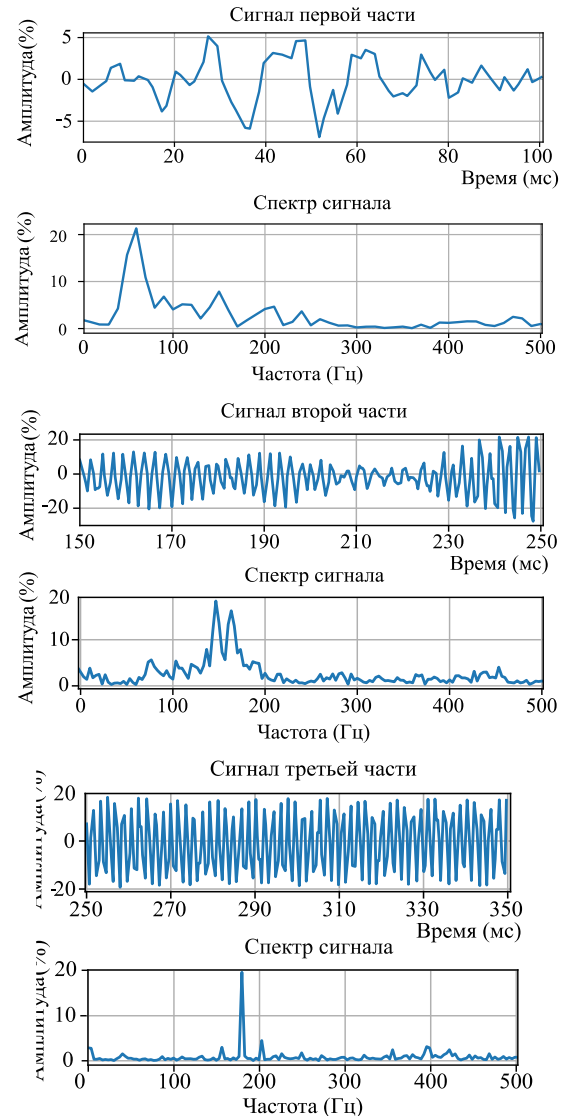 Сигнал первой части
Амплитуда(%)
5
0
-5
0 20 40 60 80 100
Время (мс)
Спектр сигнала
Амплитуда (%)
20
10
0
0 100 200 300 400 500
Частота (Гц)
Сигнал второй части
Амплитуда(%)
20
0
-20
150 170 190 210 230 250
Время (мс)
Спектр сигнала
Амплитуда(%)
20
10
0
0 100 200 300 400 500
Частота (Гц)
Сигнал третьей части
Амплитуда(%)
20
0
-20
250 270 290 310 330 350
Время (мс)
Спектр сигнала
Амплитуда(%)
20
10
0
0 100 200 300 400 500
Частота (Гц)